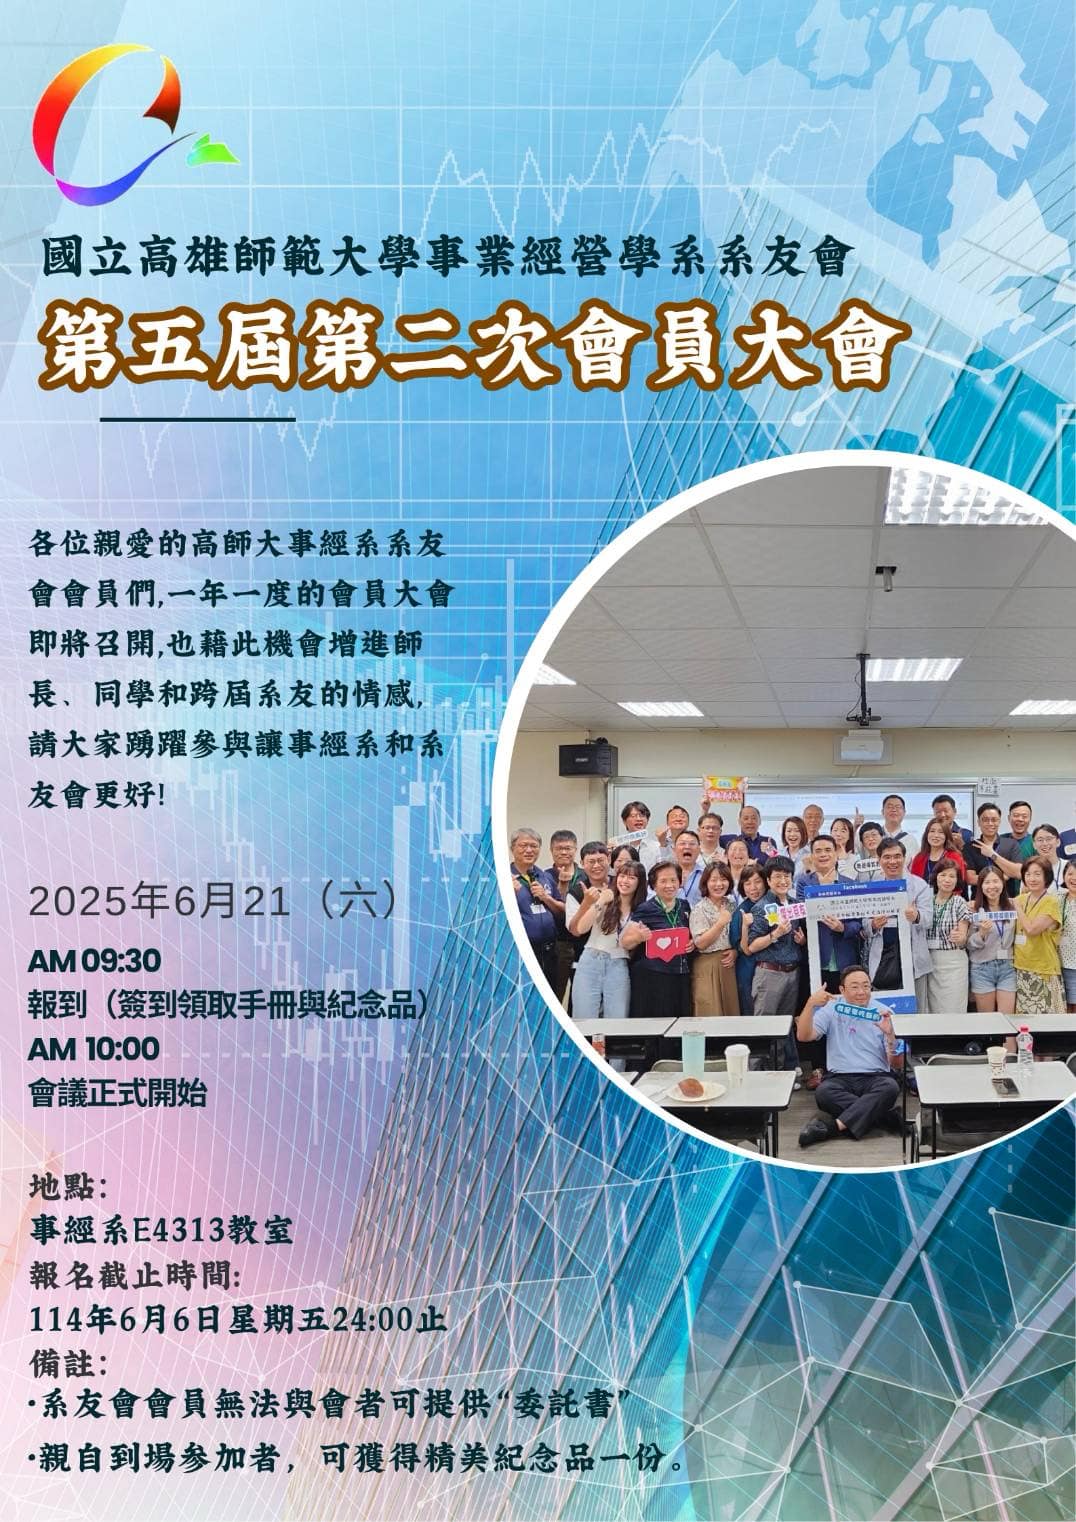 國立高雄師範大學事業經營學系系友會
第五屆第二次會員大會
各位親愛的高師大事經系系友
會會員們,一年一度的會員大會
即將召開,也藉此機會增進師
長、同學和跨屆系友的情感,
請大家踴躍參與讓事經系和系
友會更好!
2025年6月21（六）
AM 09:30
報到（簽到領取手冊與紀念品）
AM 10:00
會議正式開始
地點:
事經系E4313教室
報名截止時間:
114年6月6日星期五24:00止
備註:
·系友會會員無法與會者可提供“委託書”
·親自到場參加者，可獲得精美紀念品一份。
facebook
1